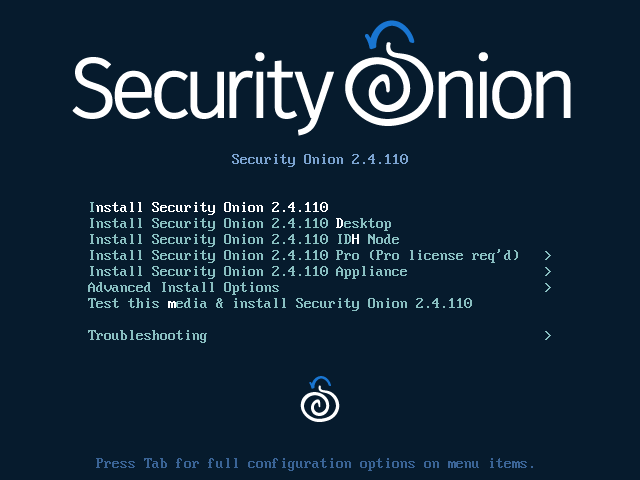 Security Onion
Security Onion 2.4.110
Install Security Onion 2.4.110
Install Security Onion 2.4.110 Desktop
Install Security Onion 2.4.110 IDH Node
Install Security Onion 2.4.110 Pro (Pro license req'd) >
Install Security Onion 2.4.110 Appliance >
Advanced Install Options >
Test this media & install Security Onion 2.4.110
Troubleshooting >
Press Tab for full configuration options on menu items.